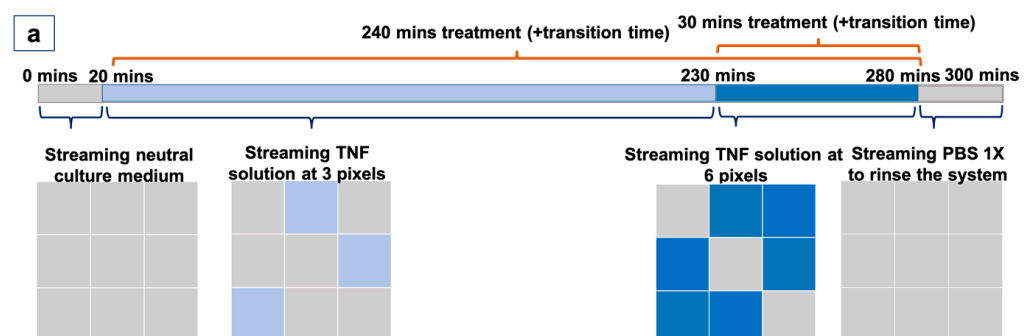 a
240 mins treatment (+transition time)
30 mins treatment (+transition time)
0 mins
20 mins
230 mins
280 mins
300 mins
Streaming neutral
culture medium
Streaming TNF
solution at 3 pixels
Streaming TNF solution at
6 pixels
Streaming PBS 1X
to rinse the system